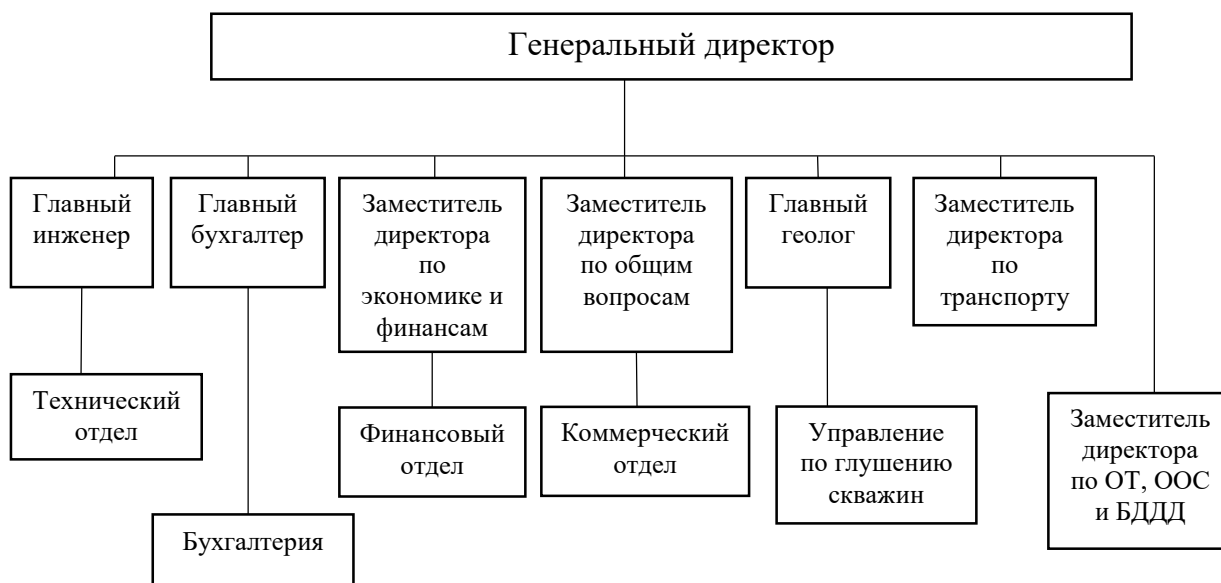 Генеральный директор
Главный
инженер
Главный
бухгалтер
Заместитель
директора
по
экономике и
финансам
Заместитель
директора
по общим
вопросам
Главный
геолог
Заместитель
директора
по
транспорту
Технический
отдел
Финансовый
отдел
Коммерческий
отдел
Управление
по глушению
скважин
Заместитель
директора
по ОТ, ООС
и БДДД
Бухгалтерия